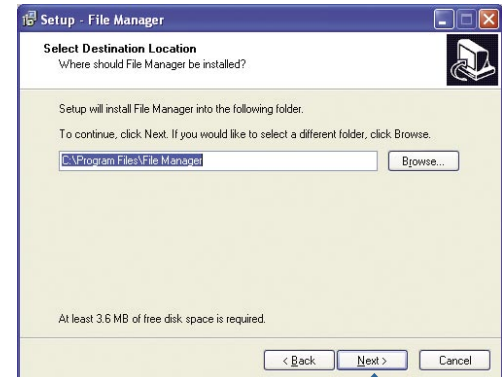 Setup - File Manager
Select Destination Location
Where should File Manager be installed?
Setup will install File Manager into the following folder.
To continue, click Next. If you would like to select a different folder, click Browse.
C:\Program Files\File Manager
Browse...
At least 3.6 MB of free disk space is required.
< Back
Next >
Cancel